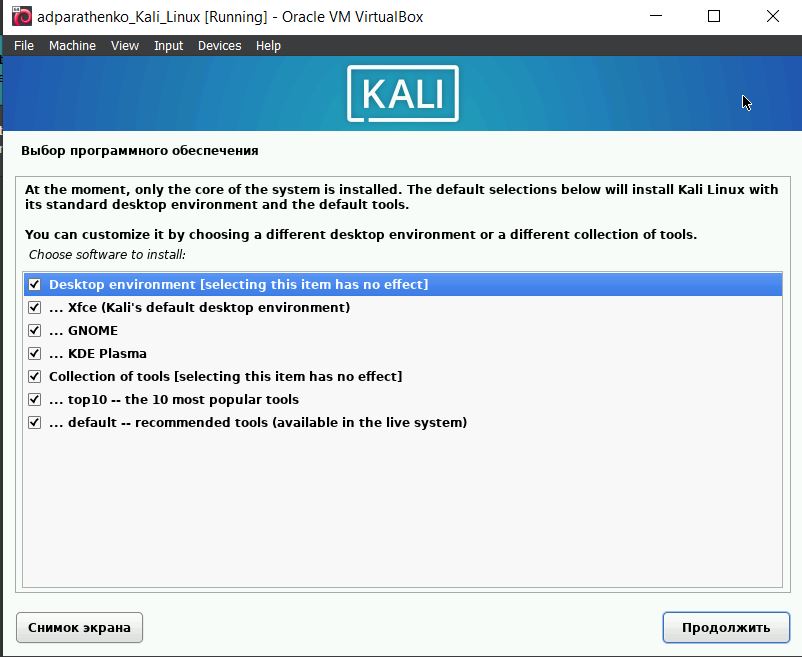 adparathenko_Kali_Linux [Running] - Oracle VM VirtualBox
File Machine View Input Devices Help
KALI
Выбор программного обеспечения
At the moment, only the core of the system is installed. The default selections below will install Kali Linux with
its standard desktop environment and the default tools.
You can customize it by choosing a different desktop environment or a different collection of tools.
Choose software to install:
Desktop environment [selecting this item has no effect]
... Xfce (Kali's default desktop environment)
... GNOME
... KDE Plasma
Collection of tools [selecting this item has no effect]
... top10 -- the 10 most popular tools
... default -- recommended tools (available in the live system)
Снимок экрана
Продолжить